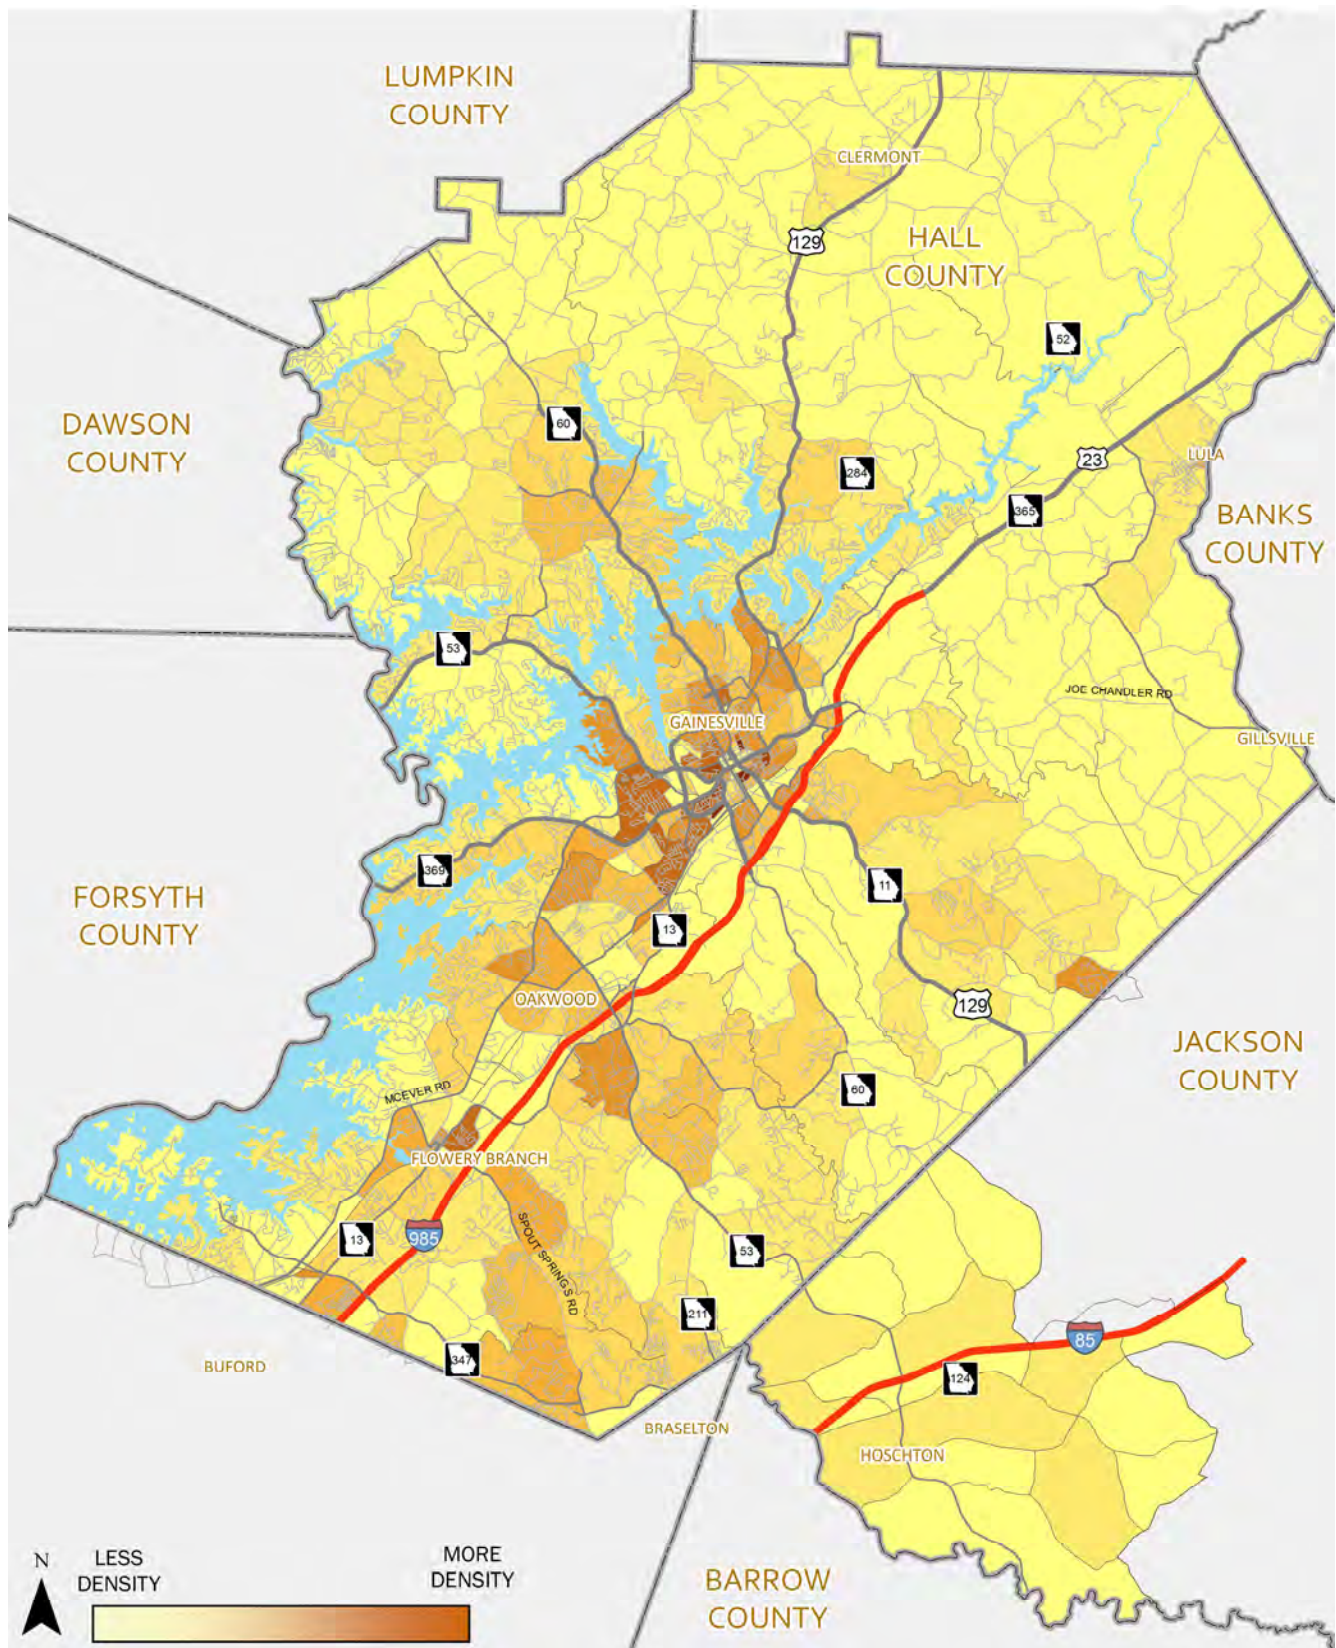 LUMPKIN
COUNTY
CLERMONT
129
HALL
COUNTY
52
DAWSON
COUNTY
60
284
23
LULA
365
BANKS
COUNTY
53
JOE CHANDLER RD
GAINESVILLE
GILLSVILLE
369
11
FORSYTH
COUNTY
13
OAKWOOD
129
JACKSON
COUNTY
MCEVER RD
60
FLOWERY BRANCH
SPOUT SPRINGS RD
13
985
53
211
85
BUFORD
347
124
BRASELTON
HOSCHTON
N
LESS
DENSITY
MORE
DENSITY
BARROW
COUNTY